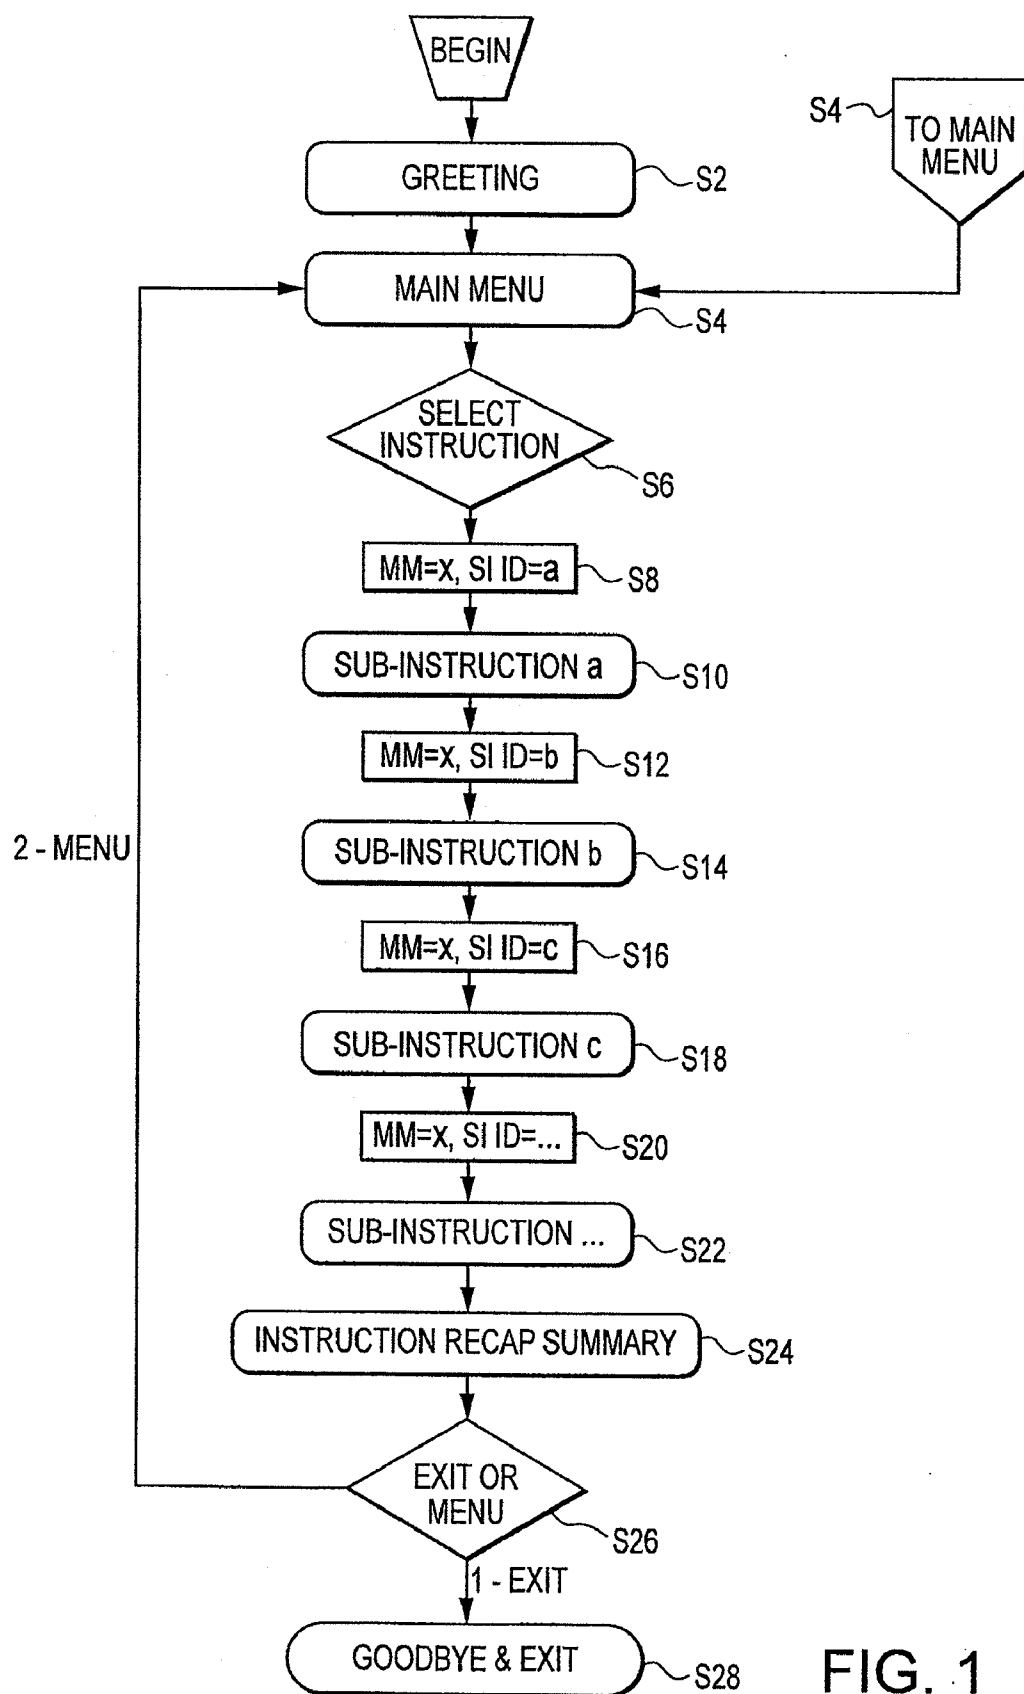 BEGIN
S4
TO MAIN
MENU
GREETING
S2
MAIN MENU
S4
SELECT
INSTRUCTION
S6
MM=x, SI ID=a
S8
SUB-INSTRUCTION a
S10
MM=x, SI ID=b
S12
2 - MENU
SUB-INSTRUCTION b
S14
MM=x, SI ID=c
S16
SUB-INSTRUCTION c
S18
MM=x, SI ID=...
S20
SUB-INSTRUCTION ...
S22
INSTRUCTION RECAP SUMMARY
S24
EXIT OR
MENU
S26
1 - EXIT
GOODBYE & EXIT
S28
FIG. 1